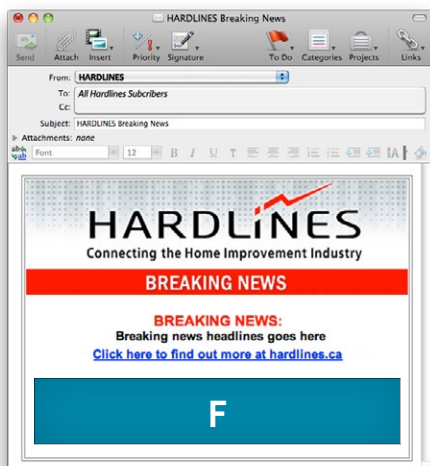 HARDLINES Breaking News
Send Attach Insert Priority Signature To Do Categories Projects Links
From: HARDLINES
To: All Hardlines Subcribers
Cc:
Subject: HARDLINES Breaking News
Attachments: none
Font 12 B I U T
HARDLINES
Connecting the Home Improvement Industry
BREAKING NEWS
BREAKING NEWS:
Breaking news headlines goes here
Click here to find out more at hardlines.ca
F